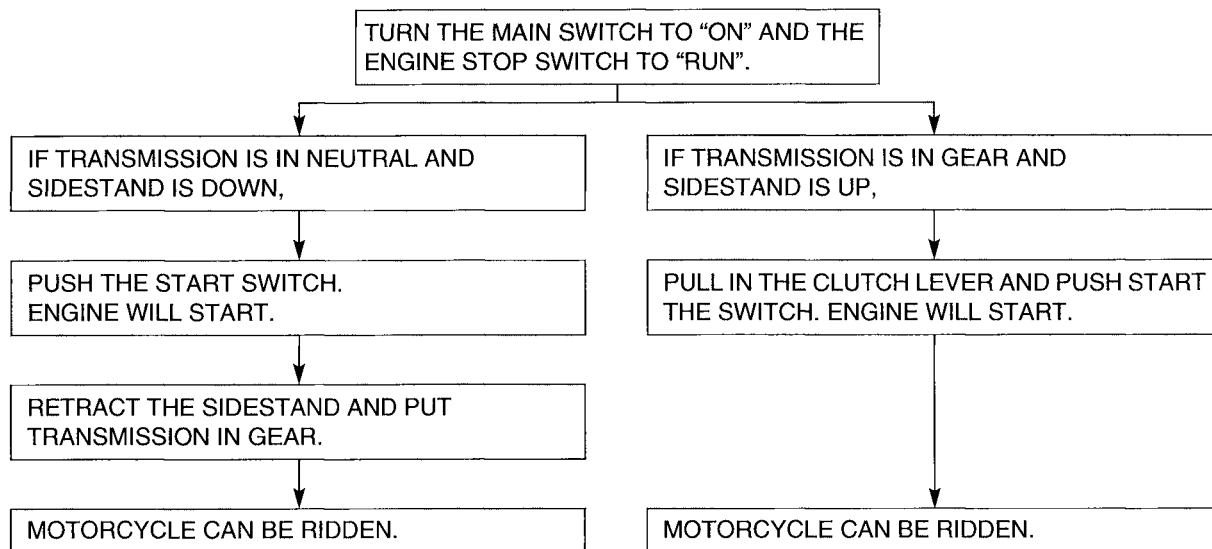 TURN THE MAIN SWITCH TO “ON” AND THE
ENGINE STOP SWITCH TO “RUN”.
IF TRANSMISSION IS IN NEUTRAL AND
SIDESTAND IS DOWN,
PUSH THE START SWITCH.
ENGINE WILL START.
RETRACT THE SIDESTAND AND PUT
TRANSMISSION IN GEAR.
MOTORCYCLE CAN BE RIDDEN.
IF TRANSMISSION IS IN GEAR AND
SIDESTAND IS UP,
PULL IN THE CLUTCH LEVER AND PUSH START
THE SWITCH. ENGINE WILL START.
MOTORCYCLE CAN BE RIDDEN.